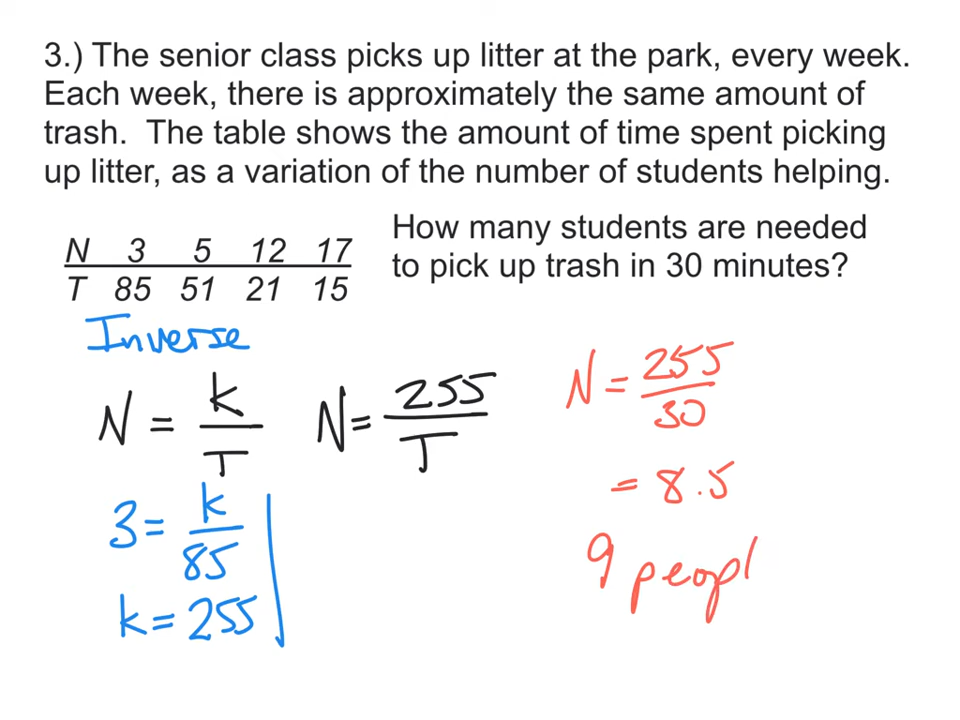 3.) The senior class picks up litter at the park, every week.
Each week, there is approximately the same amount of
trash. The table shows the amount of time spent picking
up litter, as a variation of the number of students helping.
N 3 5 12 17
T 85 51 21 15
How many students are needed
to pick up trash in 30 minutes?
Inverse
N = k/T
3 = k/85
k = 255
N = 255/T
N = 255/30
= 8.5
9 peopl